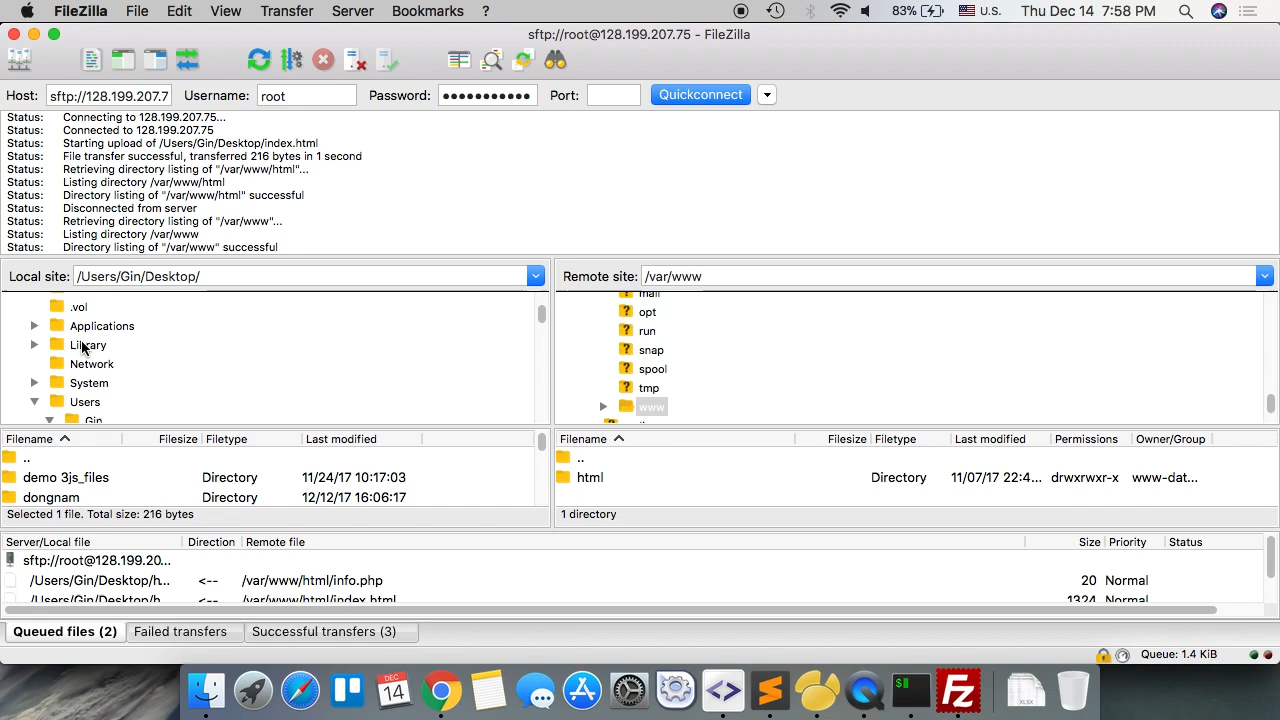 FileZilla File Edit View Transfer Server Bookmarks ? 83% U.S. Thu Dec 14 7:58 PM
sftp://root@128.199.207.75 - FileZilla
Host: sftp://128.199.207.7 Username: root Password: ●●●●●●●●●●● Port: Quickconnect
Status: Connecting to 128.199.207.75...
Status: Connected to 128.199.207.75
Status: Starting upload of /Users/Gin/Desktop/index.html
Status: File transfer successful, transferred 216 bytes in 1 second
Status: Retrieving directory listing of "/var/www/html"...
Status: Listing directory /var/www/html
Status: Directory listing of "/var/www/html" successful
Status: Disconnected from server
Status: Retrieving directory listing of "/var/www"...
Status: Listing directory /var/www
Status: Directory listing of "/var/www" successful
Local site: /Users/Gin/Desktop/
.vol
Applications
Library
Network
System
Users
Gin
Remote site: /var/www
mail
opt
run
snap
spool
tmp
www
Filename Filesize Filetype Last modified
..
demo 3js_files Directory 11/24/17 10:17:03
dongnam Directory 12/12/17 16:06:17
Selected 1 file. Total size: 216 bytes
Filename Filesize Filetype Last modified Permissions Owner/Group
..
html Directory 11/07/17 22:4... drwxrwxr-x www-dat...
1 directory
Server/Local file Direction Remote file Size Priority Status
sftp://root@128.199.20...
/Users/Gin/Desktop/h... <-- /var/www/html/info.php 20 Normal
/Users/Gin/Desktop/h... <-- /var/www/html/index.html 1324 Normal
Queued files (2) Failed transfers Successful transfers (3)
Queue: 1.4 KiB
DEC
14
$
XLSX
Fz